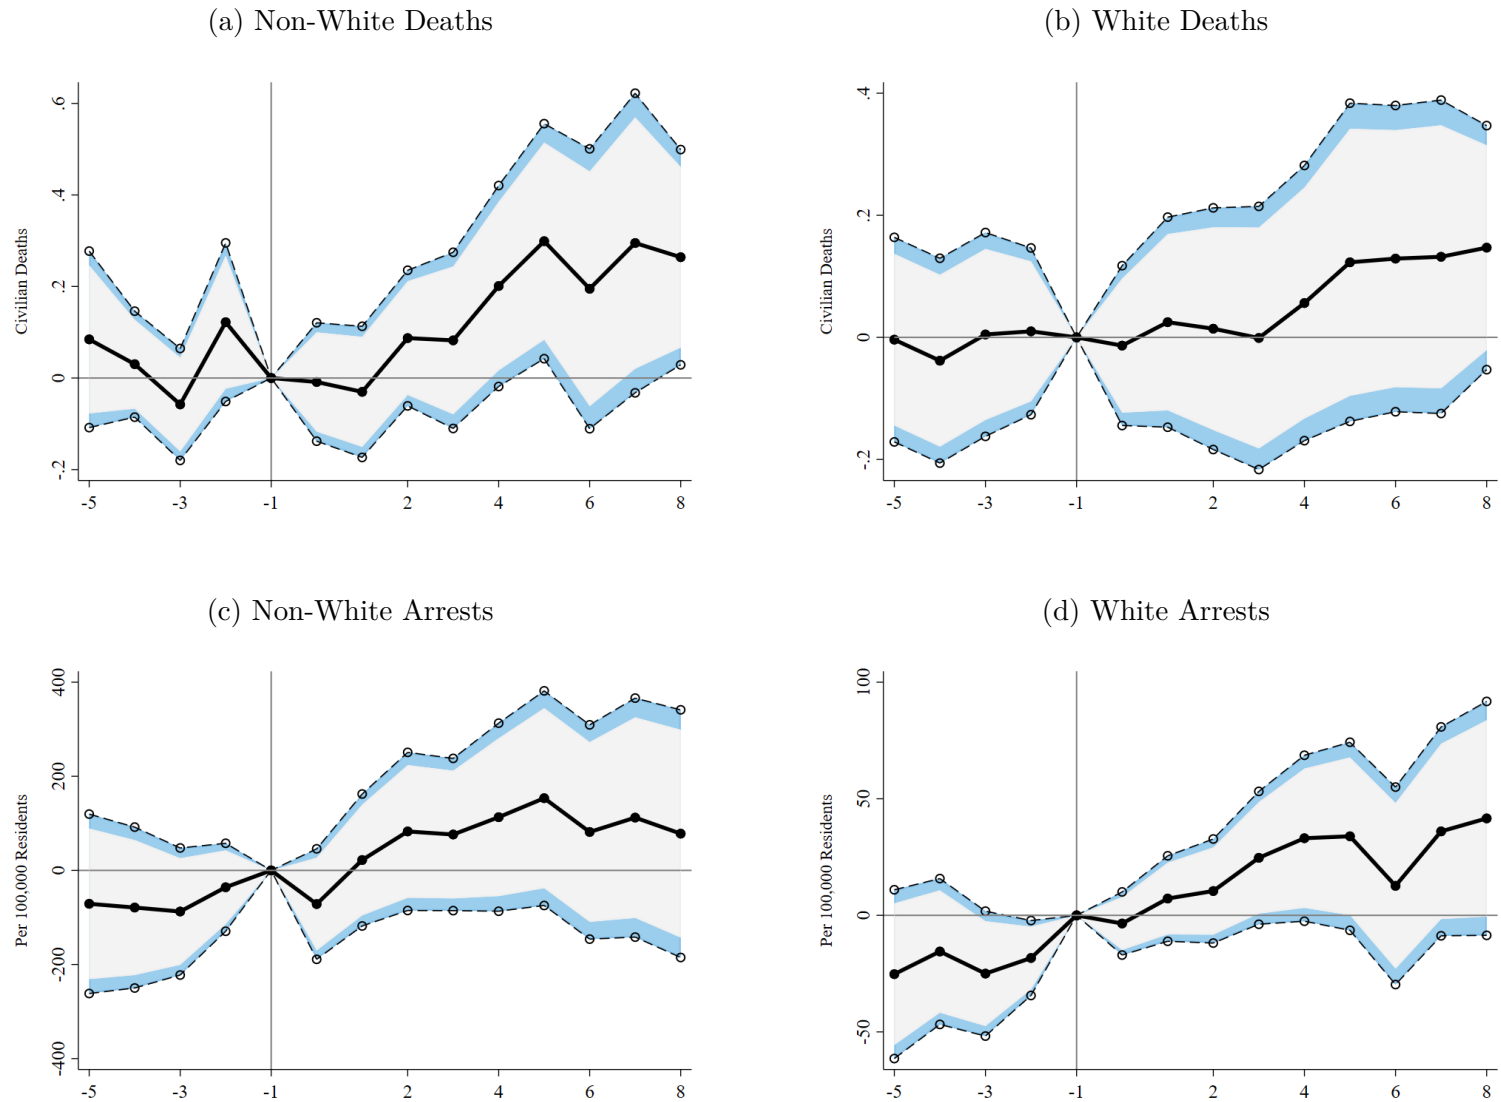 (a) Non-White Deaths
Civilian Deaths
.6
.4
.2
0
-.2
-5 -3 -1 2 4 6 8
(b) White Deaths
Civilian Deaths
.4
.2
0
-.2
-5 -3 -1 2 4 6 8
(c) Non-White Arrests
Per 100,000 Residents
400
200
0
-200
-400
-5 -3 -1 2 4 6 8
(d) White Arrests
Per 100,000 Residents
100
50
0
-50
-5 -3 -1 2 4 6 8